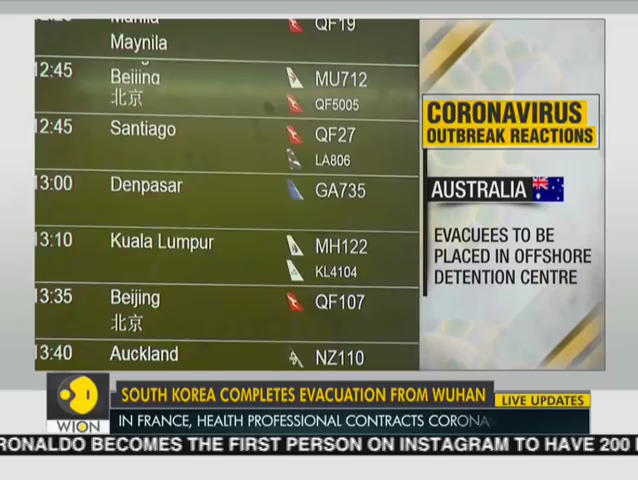 Manila QF19
Maynila
12:45 Beijing MU712
北京 QF5005
12:45 Santiago QF27
LA806
13:00 Denpasar GA735
13:10 Kuala Lumpur MH122
KL4104
13:35 Beijing QF107
北京
13:40 Auckland NZ110
CORONAVIRUS
OUTBREAK REACTIONS
AUSTRALIA
EVACUEES TO BE
PLACED IN OFFSHORE
DETENTION CENTRE
WION
SOUTH KOREA COMPLETES EVACUATION FROM WUHAN
LIVE UPDATES
IN FRANCE, HEALTH PROFESSIONAL CONTRACTS CORONA
RONALDO BECOMES THE FIRST PERSON ON INSTAGRAM TO HAVE 200